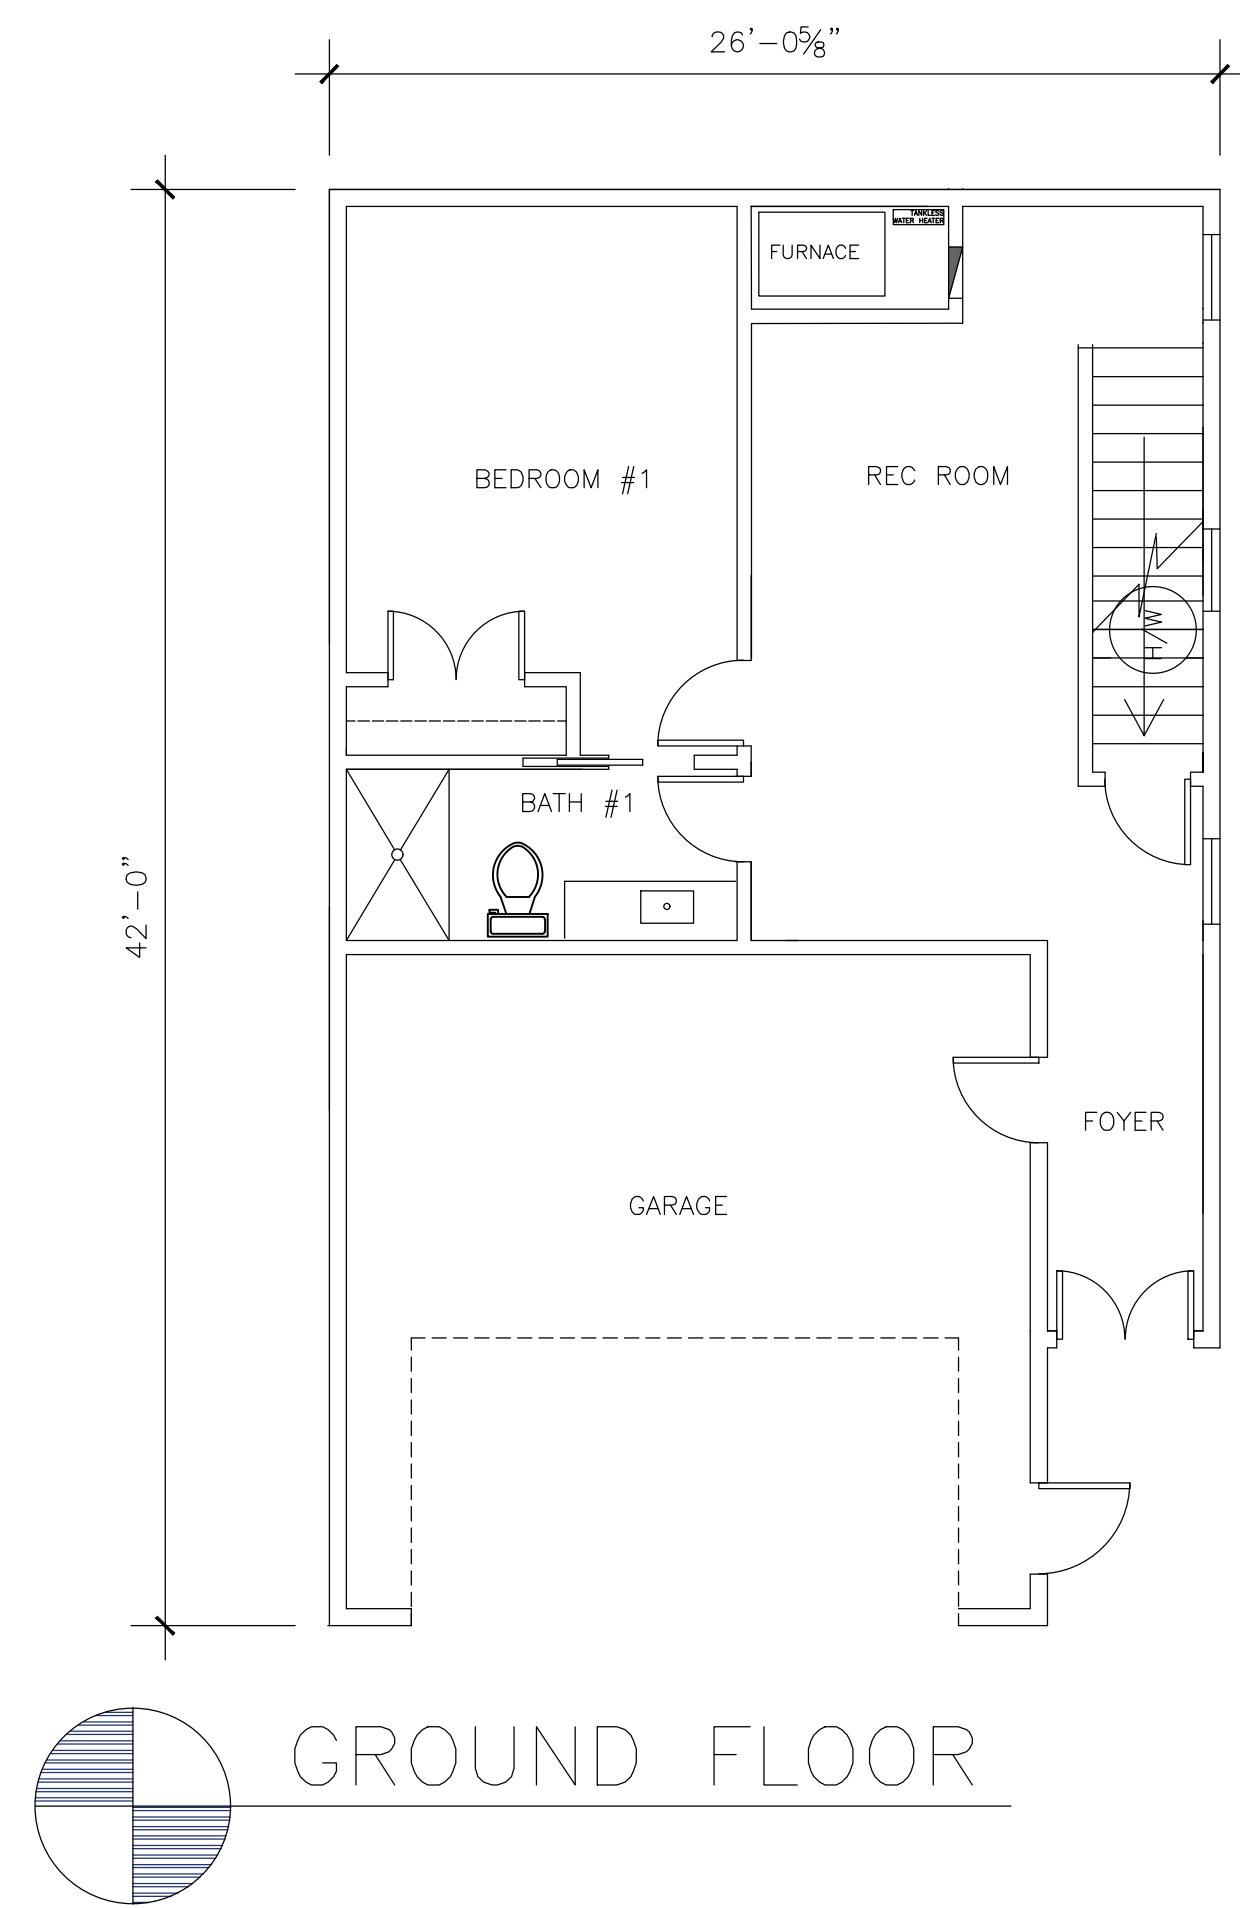 26'-0⅝"
TANKLESS
WATER HEATER
FURNACE
BEDROOM #1
REC ROOM
H/W
BATH #1
42'-0"
FOYER
GARAGE
GROUND FLOOR